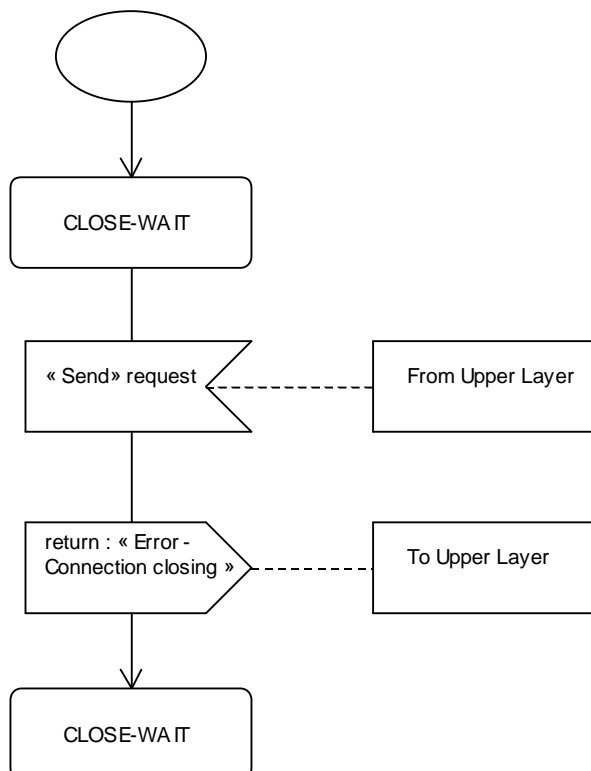 CLOSE-WAIT
« Send» request
From Upper Layer
return : « Error -
Connection closing »
To Upper Layer
CLOSE-WAIT